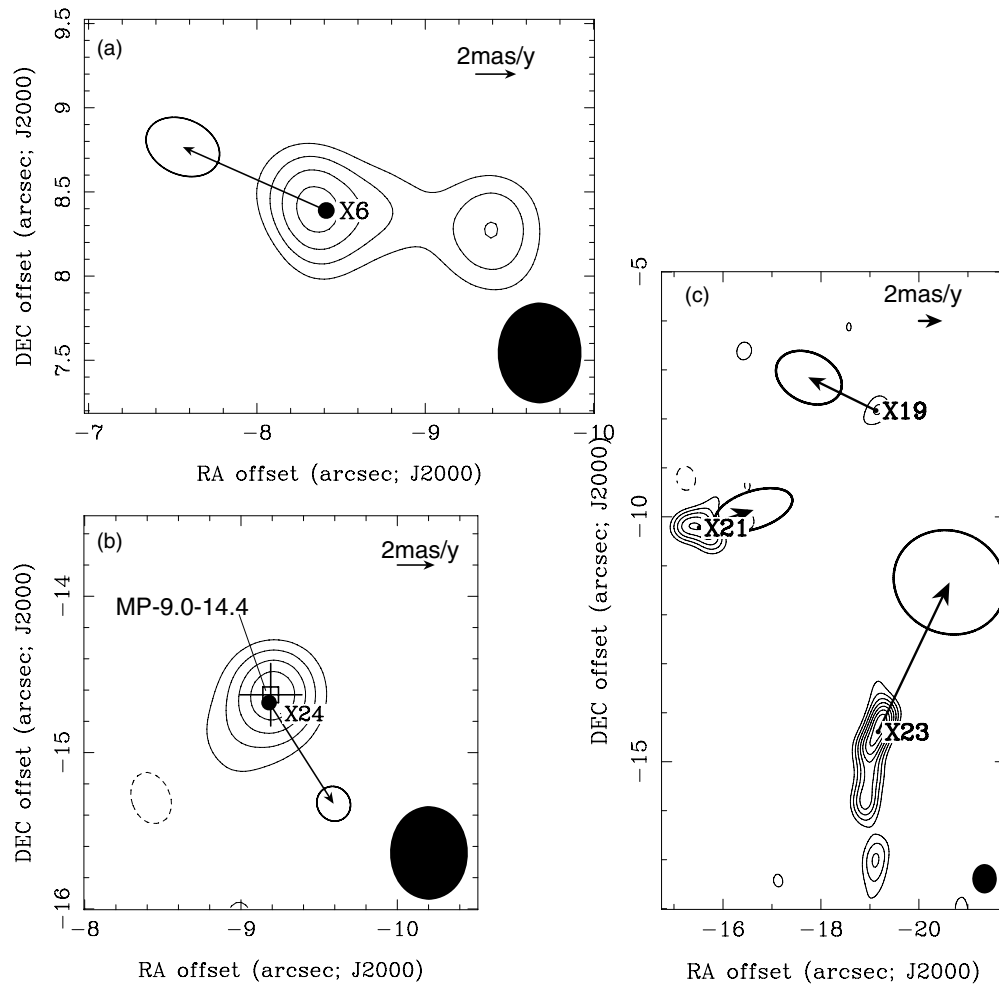 (a)
2mas/y
X6
9.5
9
8.5
8
7.5
DEC offset (arcsec; J2000)
−7
−8
−9
−10
RA offset (arcsec; J2000)
(b)
2mas/y
MP-9.0-14.4
X24
−14
−15
−16
DEC offset (arcsec; J2000)
−8
−9
−10
RA offset (arcsec; J2000)
(c)
2mas/y
X19
X21
X23
−5
−10
−15
DEC offset (arcsec; J2000)
−16
−18
−20
RA offset (arcsec; J2000)